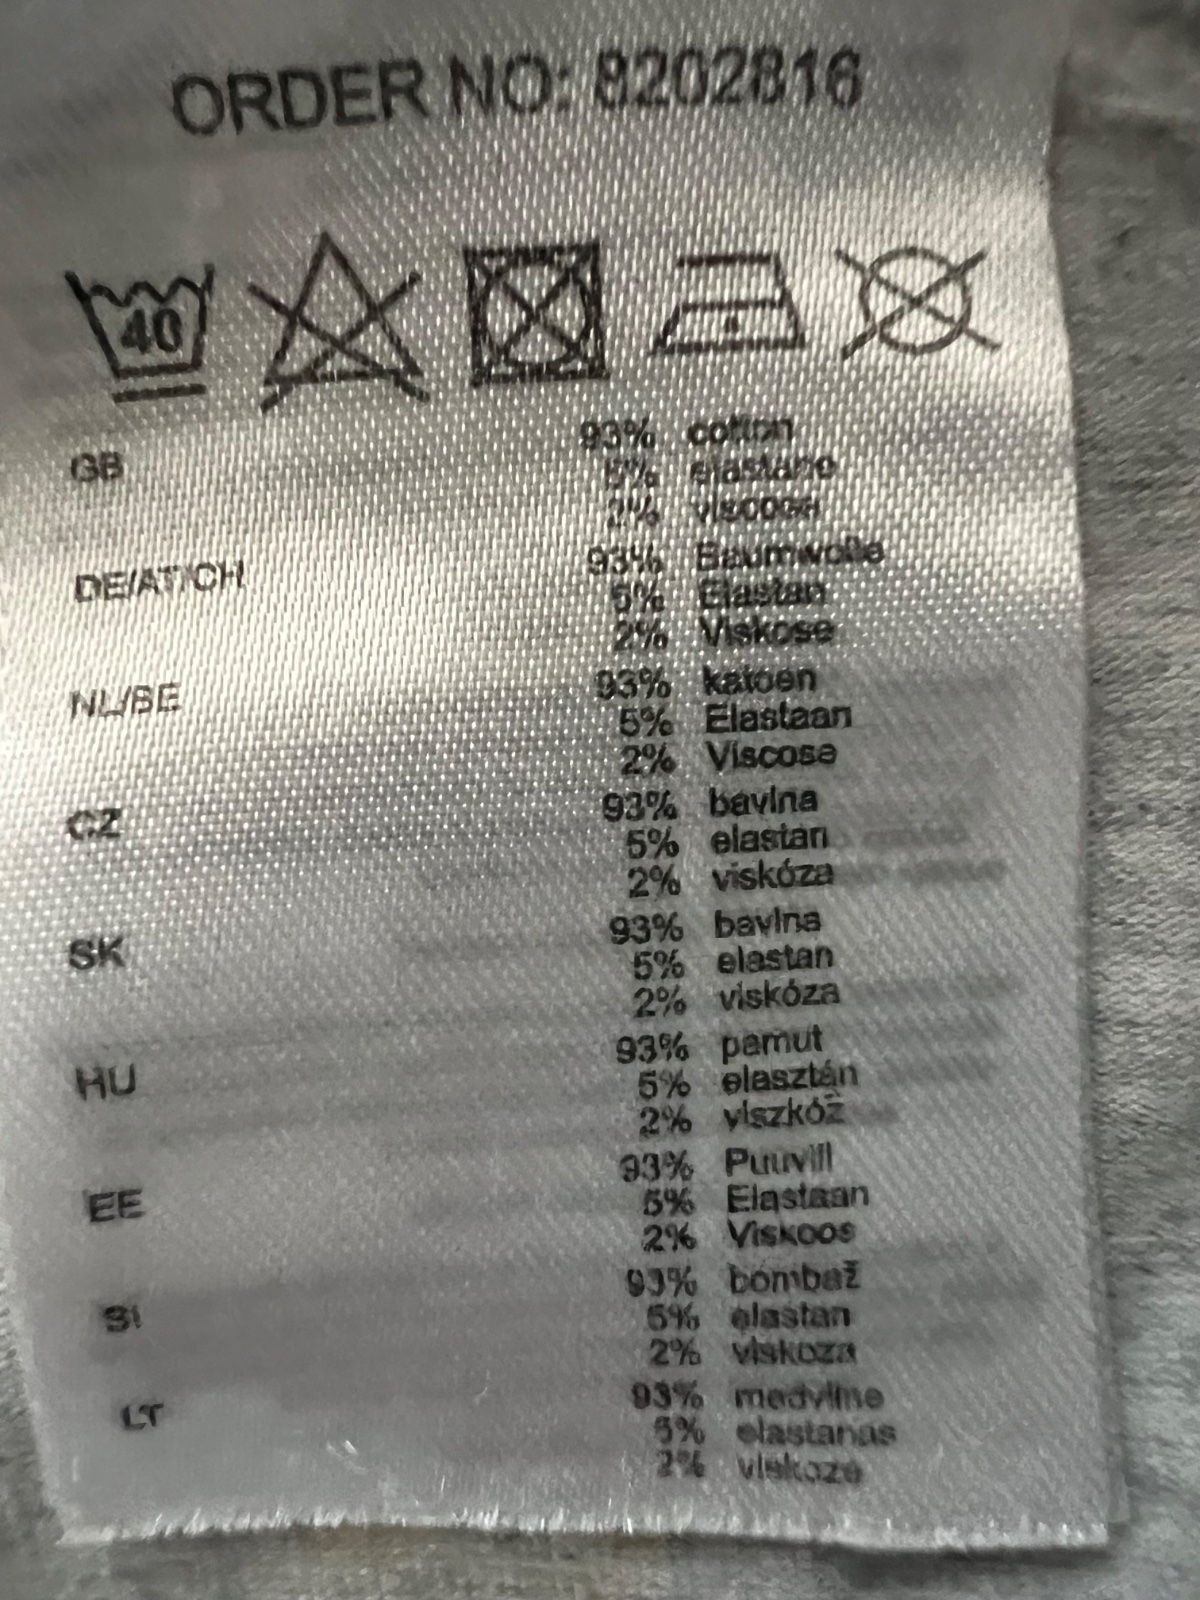 ORDER NO: 8202816
40
GB 93% cotton
5% elastane
2% viscose
DE/AT/CH 93% Baumwolle
5% Elastan
2% Viskose
NL/BE 93% katoen
5% Elastaan
2% Viscose
CZ 93% bavlna
5% elastan
2% viskóza
SK 93% bavlna
5% elastan
2% viskóza
HU 93% pamut
5% elasztán
2% viszkóz
EE 93% Puuvill
5% Elastaan
2% Viskoos
SI 93% bombaž
5% elastan
2% viskoza
LT 93% medvilnė
5% elastanas
2% viskozė